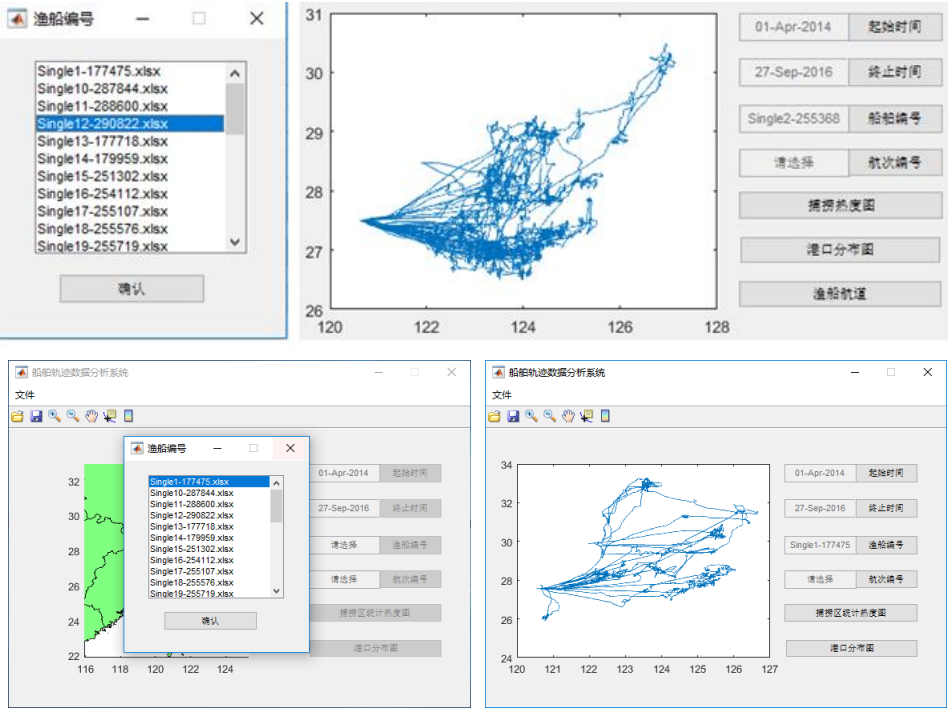 渔船编号
Single1-177475.xlsx
Single10-287844.xlsx
Single11-288600.xlsx
Single12-290822.xlsx
Single13-177718.xlsx
Single14-179959.xlsx
Single15-251302.xlsx
Single16-254112.xlsx
Single17-255107.xlsx
Single18-255576.xlsx
Single19-255719.xlsx
确认
31
30
29
28
27
26
120 122 124 126 128
01-Apr-2014 起始时间
27-Sep-2016 终止时间
Single2-255368 船舶编号
请选择 航次编号
捕捞热度图
港口分布图
渔船航道
船舶轨迹数据分析系统
文件
32
30
28
26
24
22
116 118 120 122 124
渔船编号
Single1-177475.xlsx
Single10-287844.xlsx
Single11-288600.xlsx
Single12-290822.xlsx
Single13-177718.xlsx
Single14-179959.xlsx
Single15-251302.xlsx
Single16-254112.xlsx
Single17-255107.xlsx
Single18-255576.xlsx
Single19-255719.xlsx
确认
01-Apr-2014 起始时间
27-Sep-2016 终止时间
请选择 渔船编号
请选择 航次编号
捕捞区统计热度图
港口分布图
船舶轨迹数据分析系统
文件
34
32
30
28
26
24
120 121 122 123 124 125 126 127
01-Apr-2014 起始时间
27-Sep-2016 终止时间
Single1-177475 渔船编号
请选择 航次编号
捕捞区统计热度图
港口分布图